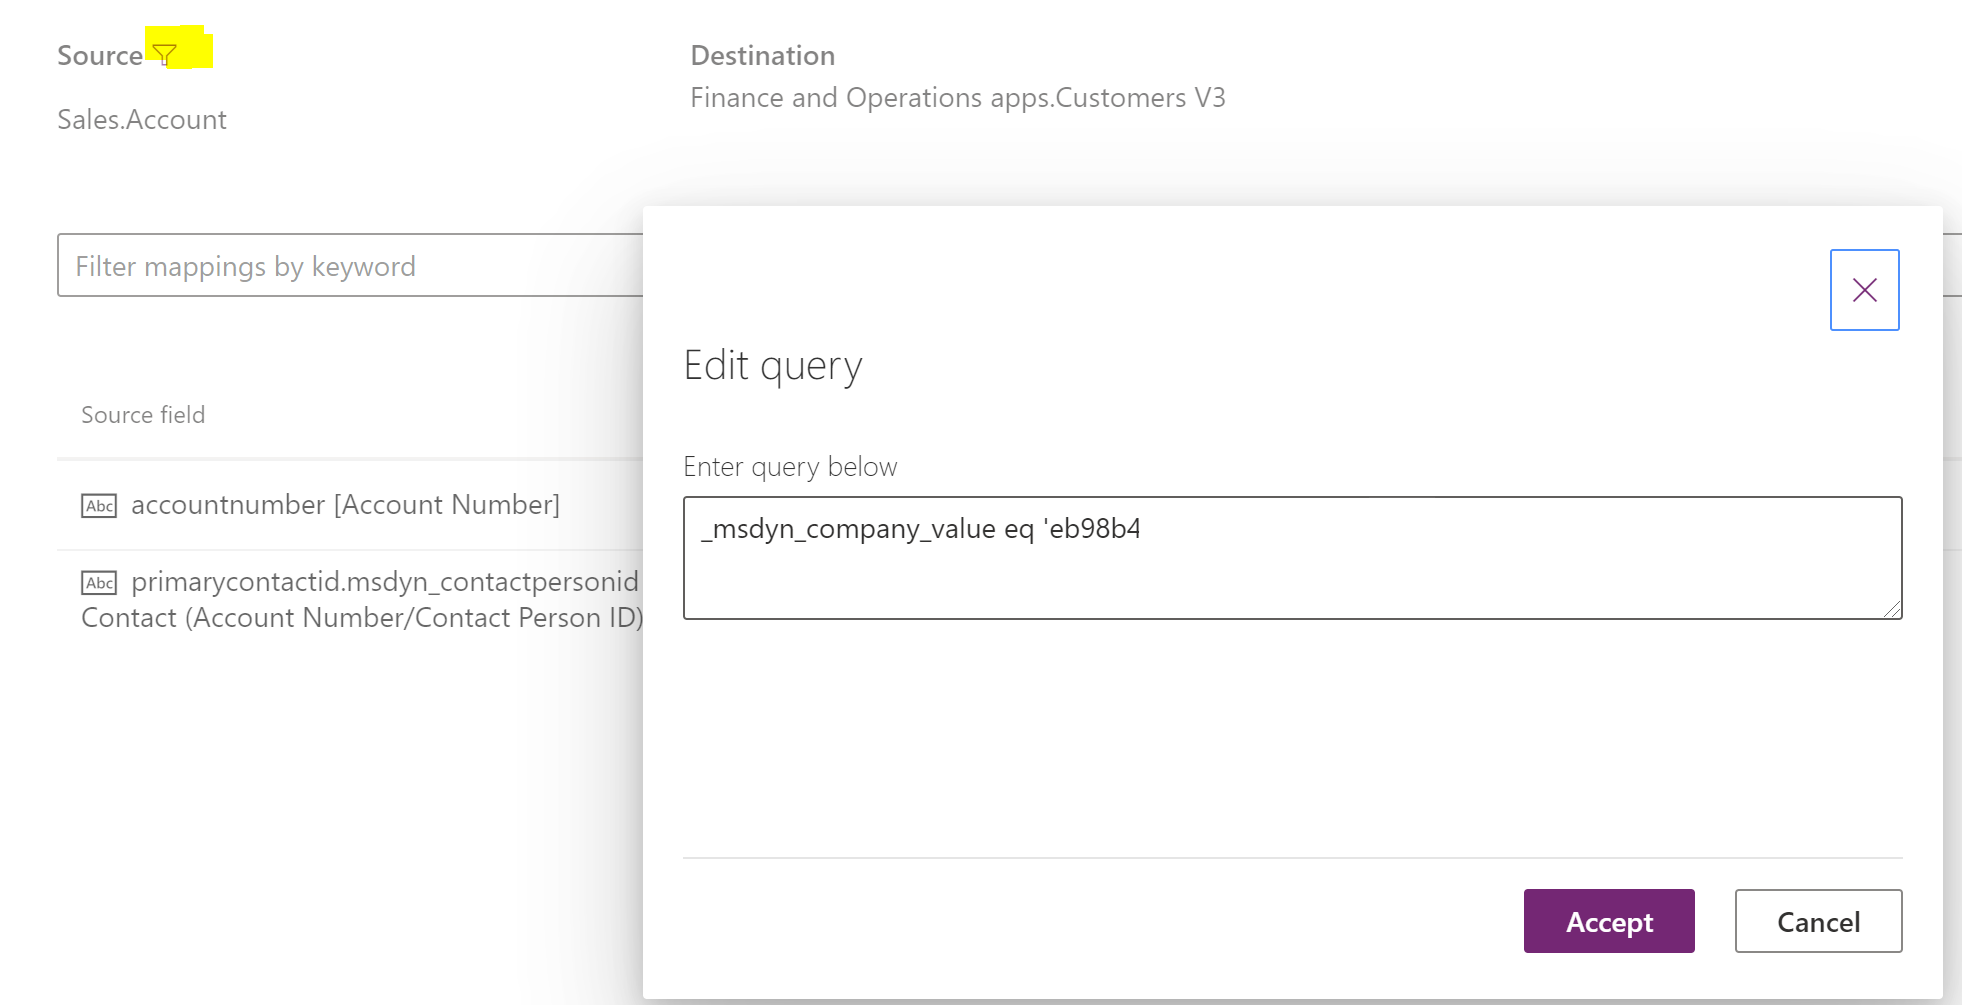 Source
Destination
Finance and Operations apps.Customers V3
Sales.Account
Filter mappings by keyword
Edit query
Source field
Enter query below
Abc accountnumber [Account Number]
_msdyn_company_value eq 'eb98b4
Abc primarycontactid.msdyn_contactpersonid
Contact (Account Number/Contact Person ID)
Accept
Cancel